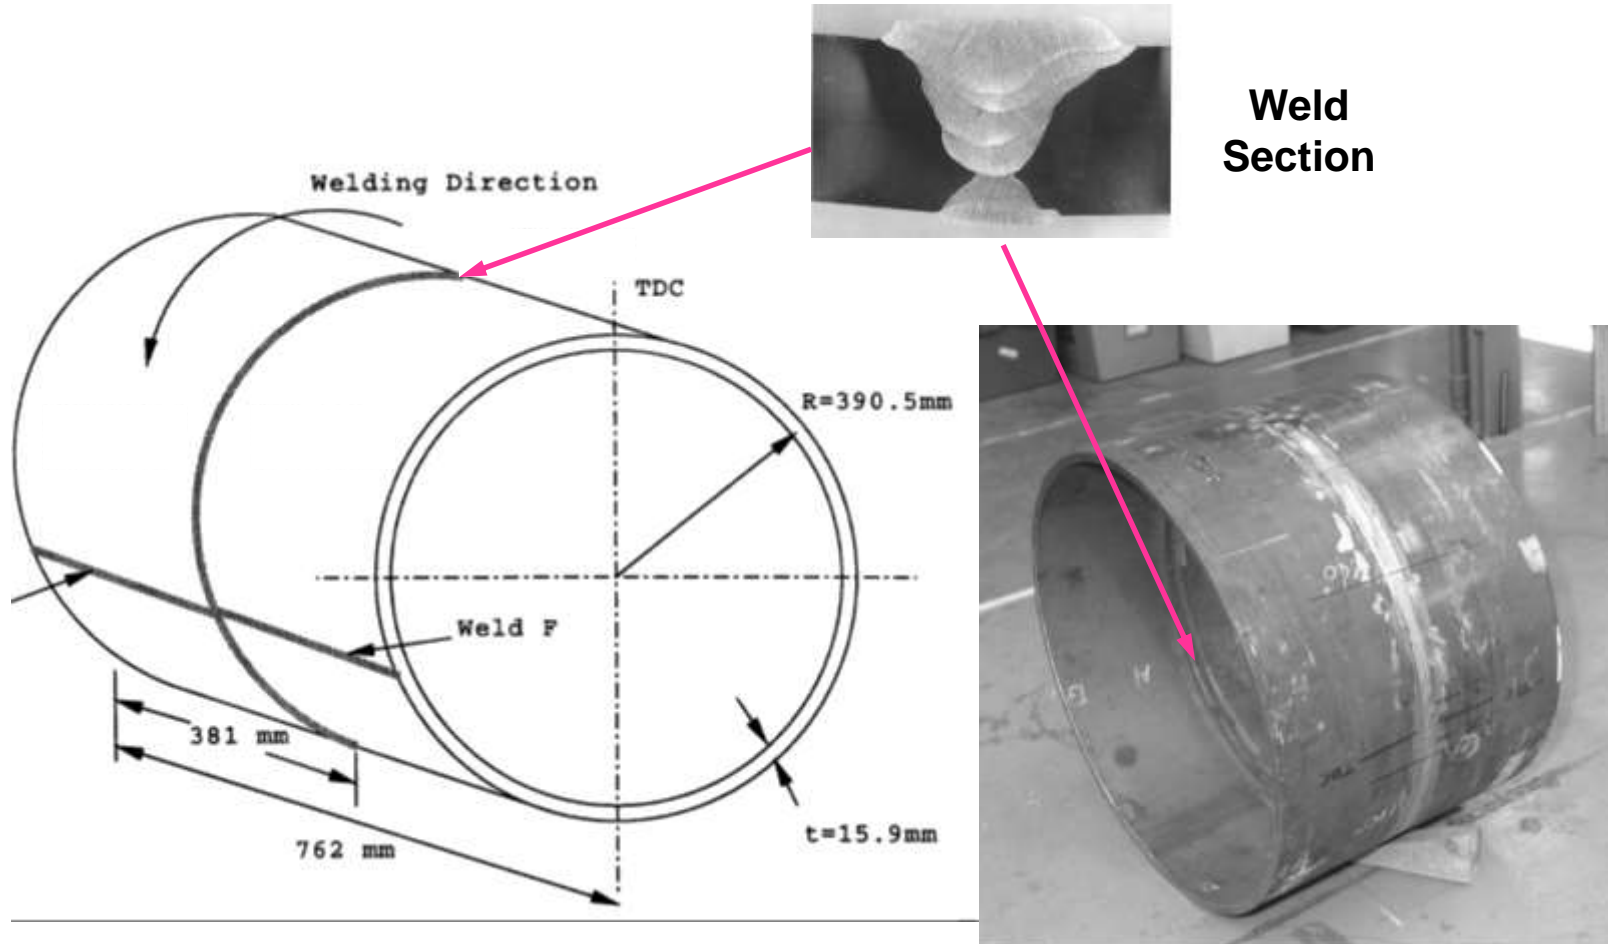 Weld
Section
Welding Direction
TDC
R=390.5mm
Weld F
381 mm
t=15.9mm
762 mm